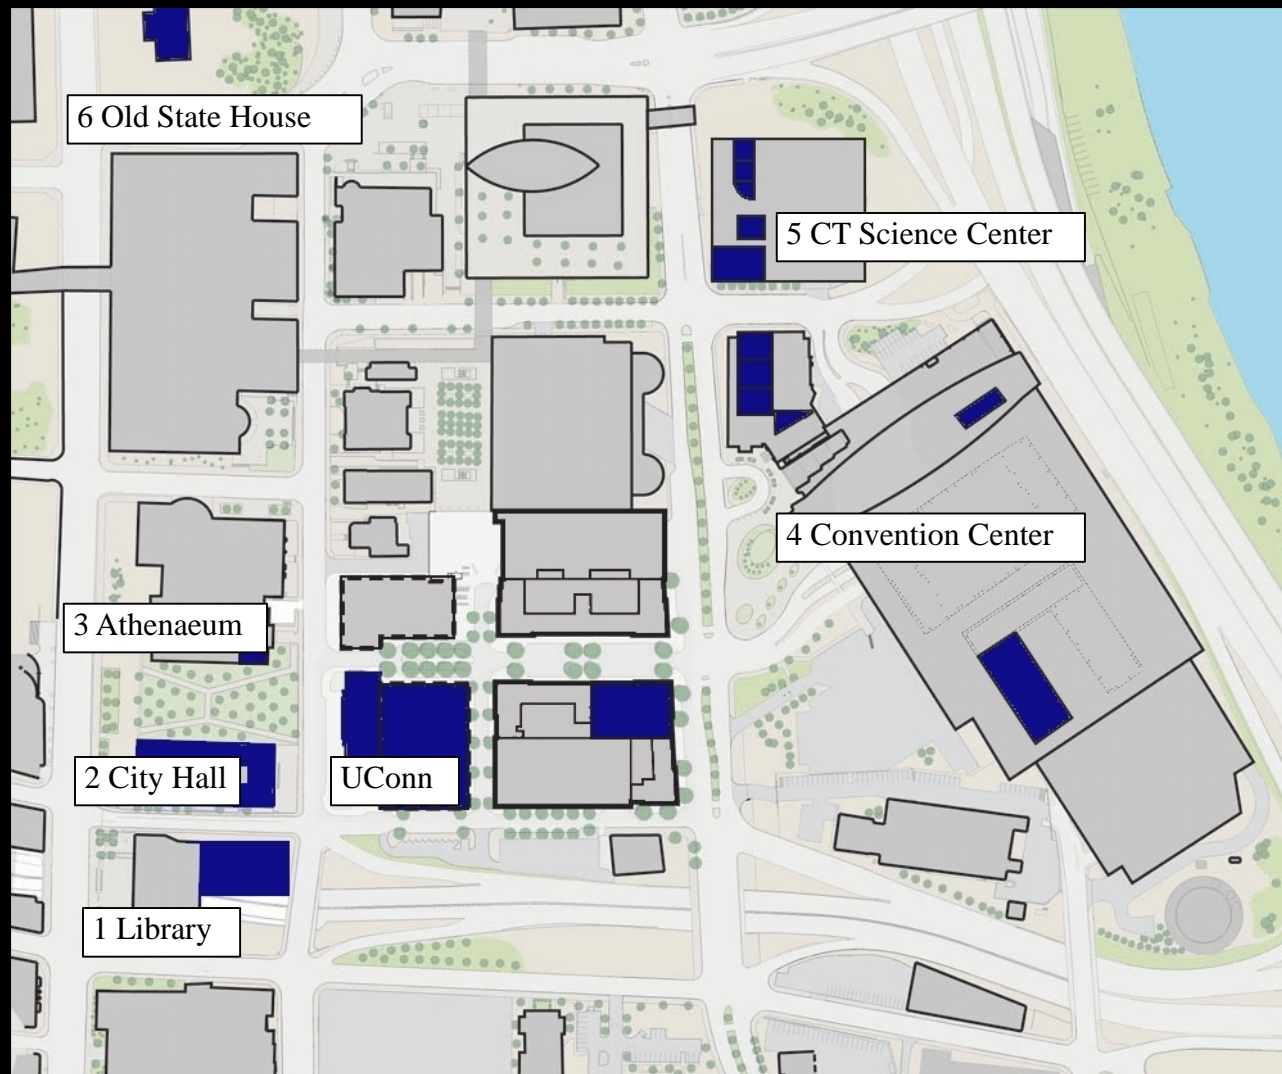 6 Old State House
5 CT Science Center
4 Convention Center
3 Athenaeum
2 City Hall
UConn
1 Library